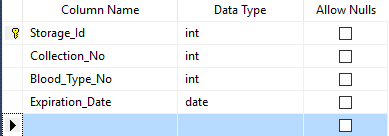 Column Name Data Type Allow Nulls
Storage_Id int
Collection_No int
Blood_Type_No int
Expiration_Date date